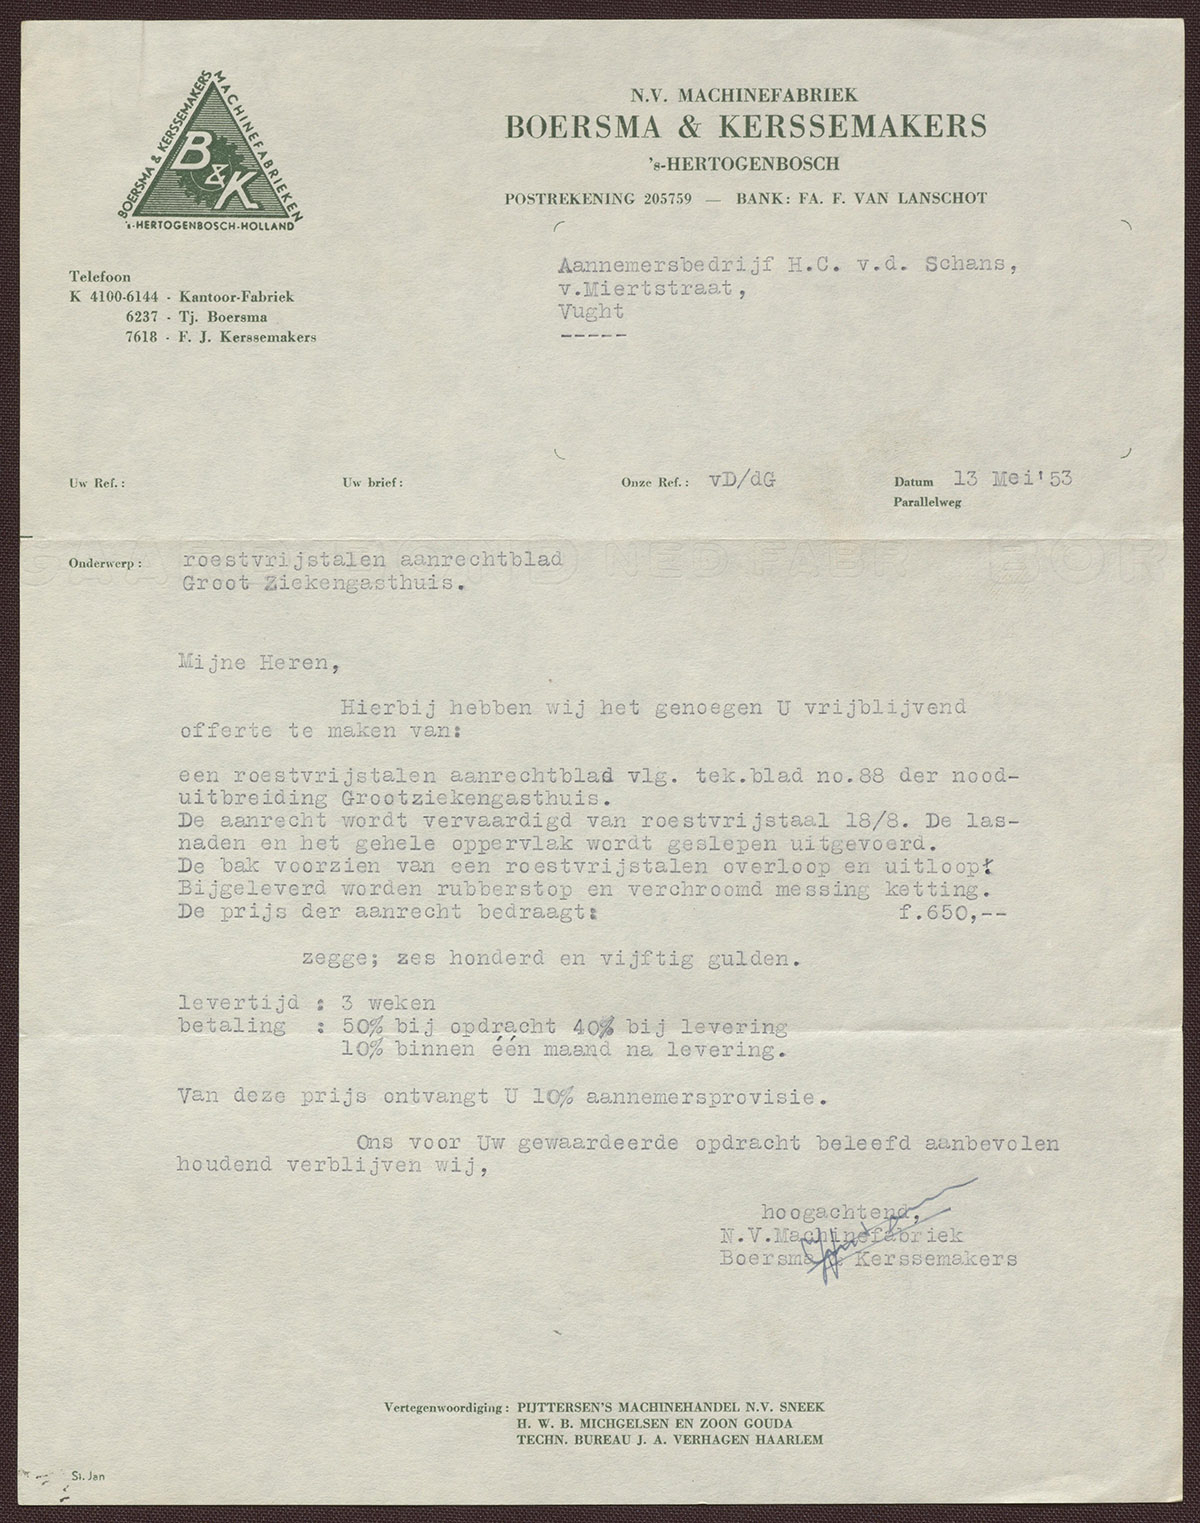 BOERSMA & KERSSEMAKERS MACHINEFABRIEKEN
B&K
's-HERTOGENBOSCH-HOLLAND
N.V. MACHINEFABRIEK
BOERSMA & KERSSEMAKERS
's-HERTOGENBOSCH
POSTREKENING 205759 — BANK: FA. F. VAN LANSCHOT
Telefoon
K 4100-6144 - Kantoor-Fabriek
6237 - Tj. Boersma
7618 - F. J. Kerssemakers
Aannemersbedrijf H.C. v.d. Schans,
v.Miertstraat,
Vught
-----
Uw Ref.: Uw brief: Onze Ref.: vD/dG Datum 13 Mei'53
Parallelweg
Onderwerp: roestvrijstalen aanrechtblad
Groot Ziekengasthuis.
Mijne Heren,
Hierbij hebben wij het genoegen U vrijblijvend
offerte te maken van:
een roestvrijstalen aanrechtblad vlg. tek.blad no.88 der nood-
uitbreiding Grootziekengasthuis.
De aanrecht wordt vervaardigd van roestvrijstaal 18/8. De las-
naden en het gehele oppervlak wordt geslepen uitgevoerd.
De bak voorzien van een roestvrijstalen overloop en uitloop.
Bijgeleverd worden rubberstop en verchroomd messing ketting.
De prijs der aanrecht bedraagt: f.650,--
zegge; zes honderd en vijftig gulden.
levertijd : 3 weken
betaling : 50% bij opdracht 40% bij levering
10% binnen één maand na levering.
Van deze prijs ontvangt U 10% aannemersprovisie.
Ons voor Uw gewaardeerde opdracht beleefd aanbevolen
houdend verblijven wij,
hoogachtend,
N.V.Machinefabriek
Boersma & Kerssemakers
Vertegenwoordiging: PIJTTERSEN'S MACHINEHANDEL N.V. SNEEK
H. W. B. MICHGELSEN EN ZOON GOUDA
TECHN. BUREAU J. A. VERHAGEN HAARLEM
St. Jan